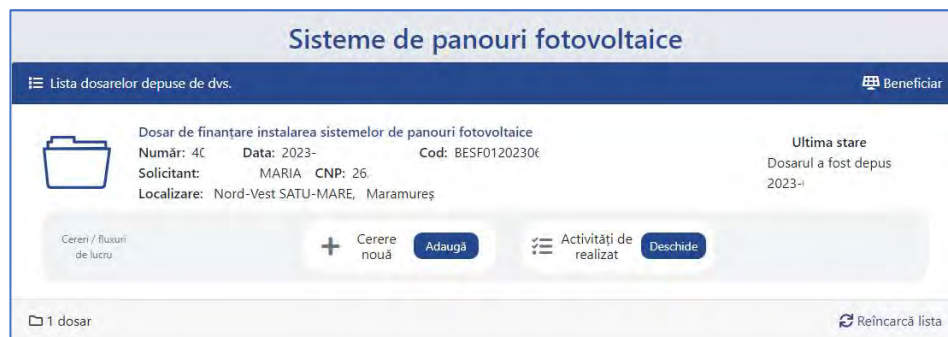 Sisteme de panouri fotovoltaice
Lista dosarelor depuse de dvs. Beneficiar
Dosar de finanțare instalarea sistemelor de panouri fotovoltaice
Număr: 40 Data: 2023- Cod: BESF01202306
Solicitant: MARIA CNP: 26.
Localizare: Nord-Vest SATU-MARE, Maramureș
Ultima stare
Dosarul a fost depus
2023-
Cereri / fluxuri
de lucru
Cerere
nouă
Adaugă
Activități de
realizat
Deschide
1 dosar Reîncarcă lista